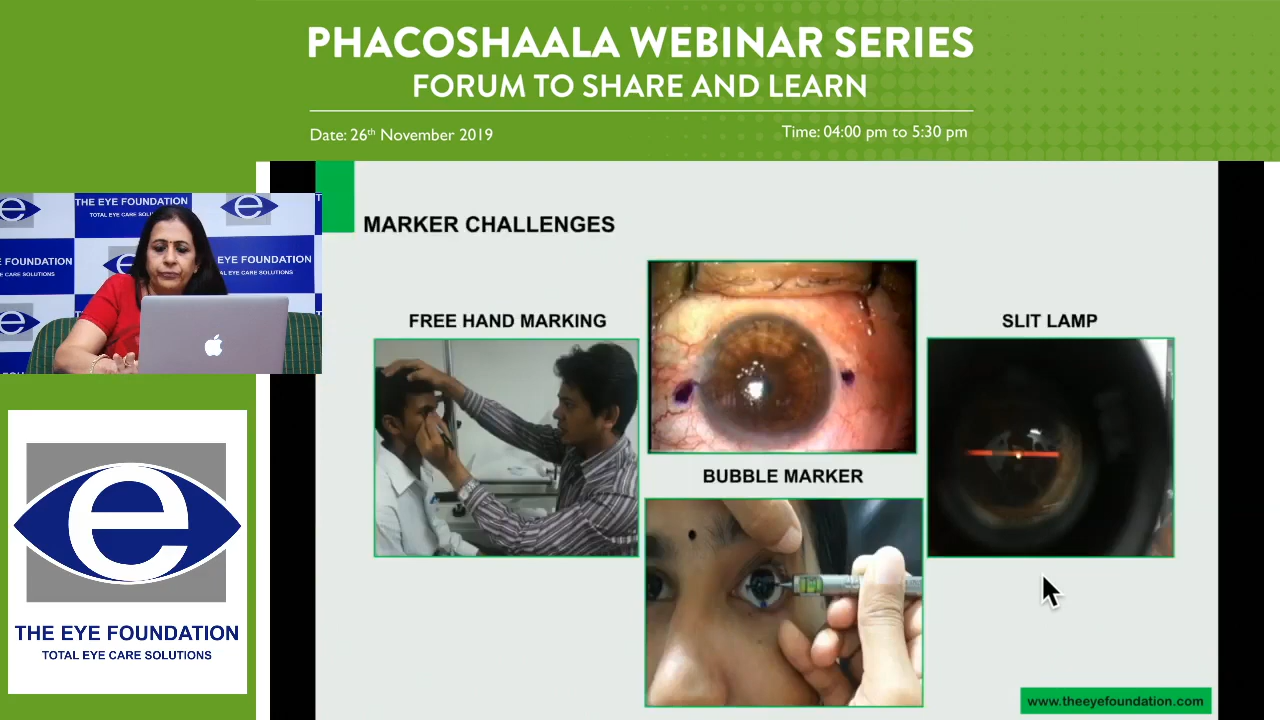 PHACOSHAALA WEBINAR SERIES
FORUM TO SHARE AND LEARN
Date: 26th November 2019
Time: 04:00 pm to 5:30 pm
THE EYE FOUNDATION
TOTAL EYE CARE SOLUTIONS
MARKER CHALLENGES
FREE HAND MARKING
SLIT LAMP
BUBBLE MARKER
THE EYE FOUNDATION
TOTAL EYE CARE SOLUTIONS
www.theeyefoundation.com